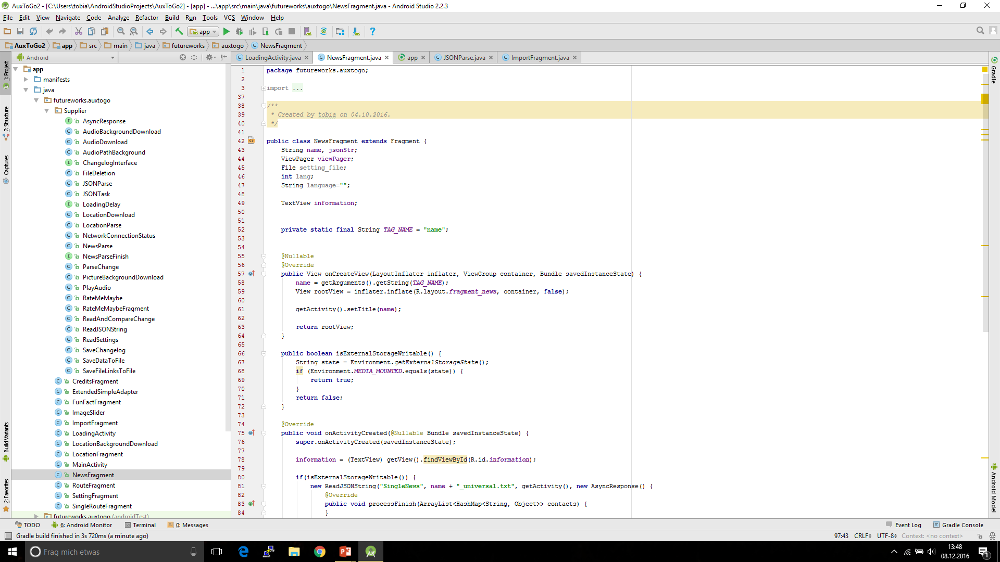 AuxToGo2 - [C:\Users\tobia\AndroidStudioProjects\AuxToGo2] - [app] - ...\app\src\main\java\futureworks\auxtogo\NewsFragment.java - Android Studio 2.2.3
File Edit View Navigate Code Analyze Refactor Build Run Tools VCS Window Help
app
AuxToGo2 app src main java futureworks auxtogo NewsFragment
Android
LoadingActivity.java NewsFragment.java app JSONParse.java ImportFragment.java
1: Project
7: Structure
Captures
Build Variants
2: Favorites
app
manifests
java
futureworks.auxtogo
Supplier
AsyncResponse
AudioBackgroundDownload
AudioDownload
AudioPathBackground
ChangelogInterface
FileDeletion
JSONParse
JSONTask
LoadingDelay
LocationDownload
LocationParse
NetworkConnectionStatus
NewsParse
NewsParseFinish
ParseChange
PictureBackgroundDownload
PlayAudio
RateMeMaybe
RateMeMaybeFragment
ReadAndCompareChange
ReadJSONString
ReadSettings
SaveChangelog
SaveDataToFile
SaveFileLinksToFile
CreditsFragment
ExtendedSimpleAdapter
FunFactFragment
ImageSlider
ImportFragment
LoadingActivity
LocationBackgroundDownload
LocationFragment
MainActivity
NewsFragment
RouteFragment
SettingFragment
SingleRouteFragment
futureworks.auxtogo (androidTest)
1 package futureworks.auxtogo;
2
3 import ...
37
38 /**
39 * Created by tobia on 04.10.2016.
40 */
41
42 public class NewsFragment extends Fragment {
43 String name, jsonStr;
44 ViewPager viewPager;
45 File setting_file;
46 int lang;
47 String language="";
48
49 TextView information;
50
51
52 private static final String TAG_NAME = "name";
53
54
55 @Nullable
56 @Override
57 public View onCreateView(LayoutInflater inflater, ViewGroup container, Bundle savedInstanceState) {
58 name = getArguments().getString(TAG_NAME);
59 View rootView = inflater.inflate(R.layout.fragment_news, container, false);
60
61 getActivity().setTitle(name);
62
63 return rootView;
64 }
65
66 public boolean isExternalStorageWritable() {
67 String state = Environment.getExternalStorageState();
68 if (Environment.MEDIA_MOUNTED.equals(state)) {
69 return true;
70 }
71 return false;
72 }
73
74 @Override
75 public void onActivityCreated(@Nullable Bundle savedInstanceState) {
76 super.onActivityCreated(savedInstanceState);
77
78 information = (TextView) getView().findViewById(R.id.information);
79
80 if(isExternalStorageWritable()) {
81 new ReadJSONString("SingleNews", name + "_universal.txt", getActivity(), new AsyncResponse() {
82 @Override
83 public void processFinish(ArrayList<HashMap<String, Object>> contacts) {
84 }
Gradle
Android Model
TODO 6: Android Monitor Terminal 0: Messages Event Log Gradle Console
Gradle build finished in 3s 720ms (a minute ago) 97:43 CRLF UTF-8 Context: <no context>
Frag mich etwas
13:48
08.12.2016
1